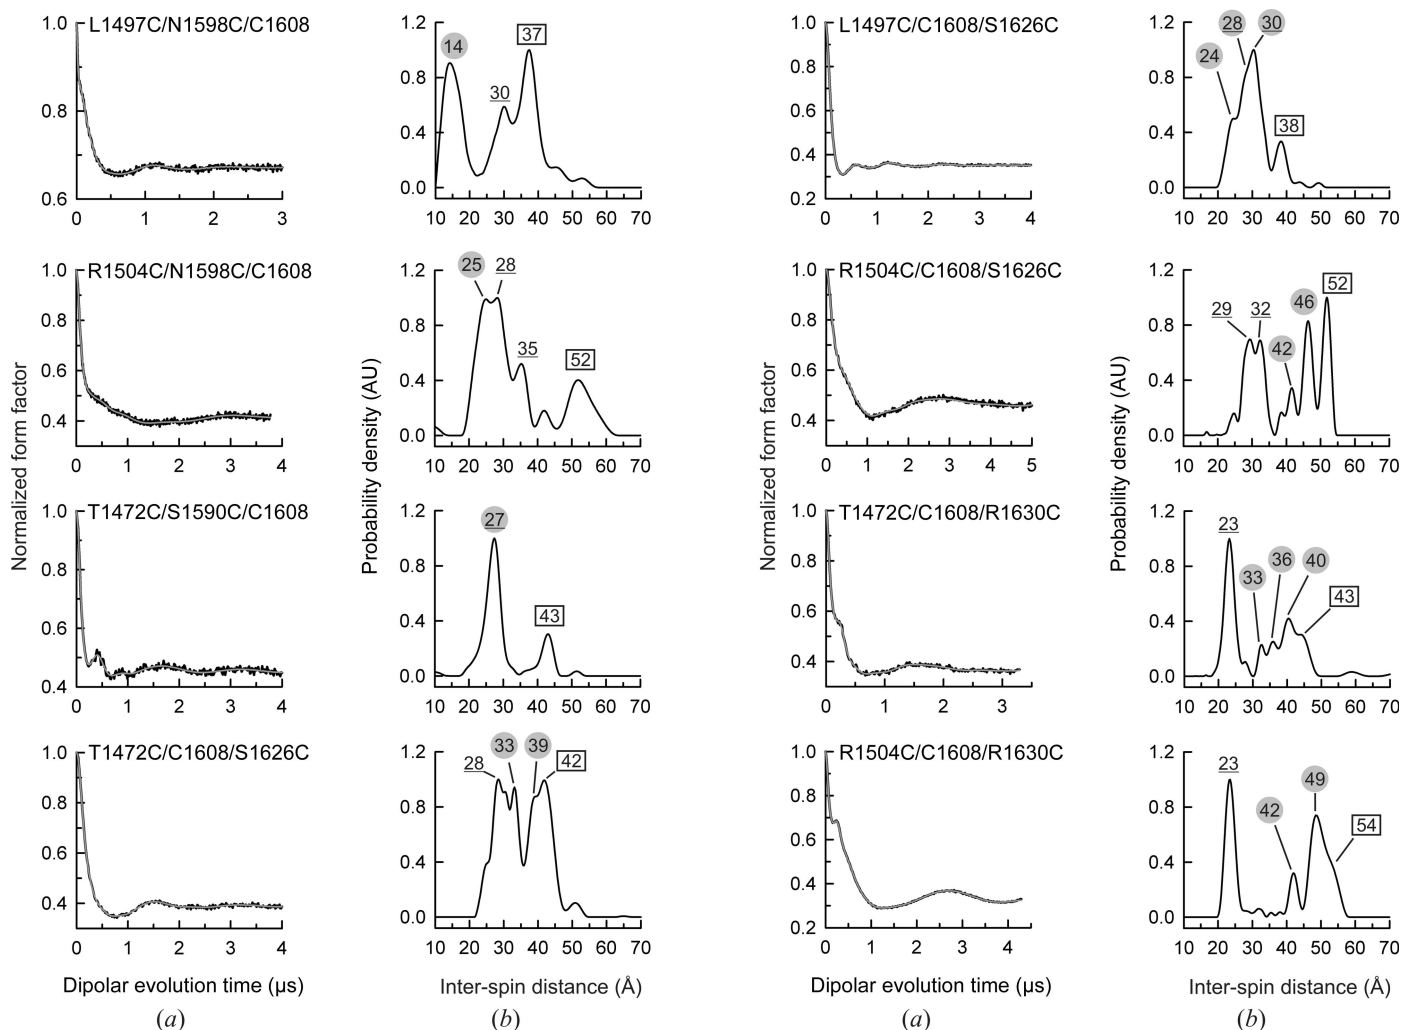 L1497C/N1598C/C1608
1.0
0.8
0.6
0 1 2 3
1.2
0.8
0.4
0.0
14
30
37
10 20 30 40 50 60 70
L1497C/C1608/S1626C
1.0
0.8
0.6
0.4
0.2
0 1 2 3 4
1.2
0.8
0.4
0.0
24
28
30
38
10 20 30 40 50 60 70
R1504C/N1598C/C1608
1.0
0.8
0.6
0.4
0 1 2 3 4
1.2
0.8
0.4
0.0
25
28
35
52
10 20 30 40 50 60 70
R1504C/C1608/S1626C
1.0
0.8
0.6
0.4
0 1 2 3 4 5
1.2
0.8
0.4
0.0
29
32
42
46
52
10 20 30 40 50 60 70
Normalized form factor
Probability density (AU)
Normalized form factor
Probability density (AU)
T1472C/S1590C/C1608
1.0
0.8
0.6
0.4
0 1 2 3 4
1.2
0.8
0.4
0.0
27
43
10 20 30 40 50 60 70
T1472C/C1608/R1630C
1.0
0.8
0.6
0.4
0 1 2 3
1.2
0.8
0.4
0.0
23
33
36
40
43
10 20 30 40 50 60 70
T1472C/C1608/S1626C
1.0
0.8
0.6
0.4
0 1 2 3 4
1.2
0.8
0.4
0.0
28
33
39
42
10 20 30 40 50 60 70
R1504C/C1608/R1630C
1.0
0.8
0.6
0.4
0.2
0 1 2 3 4
1.2
0.8
0.4
0.0
23
42
49
54
10 20 30 40 50 60 70
Dipolar evolution time (μs)
Inter-spin distance (Å)
Dipolar evolution time (μs)
Inter-spin distance (Å)
(a)
(b)
(a)
(b)